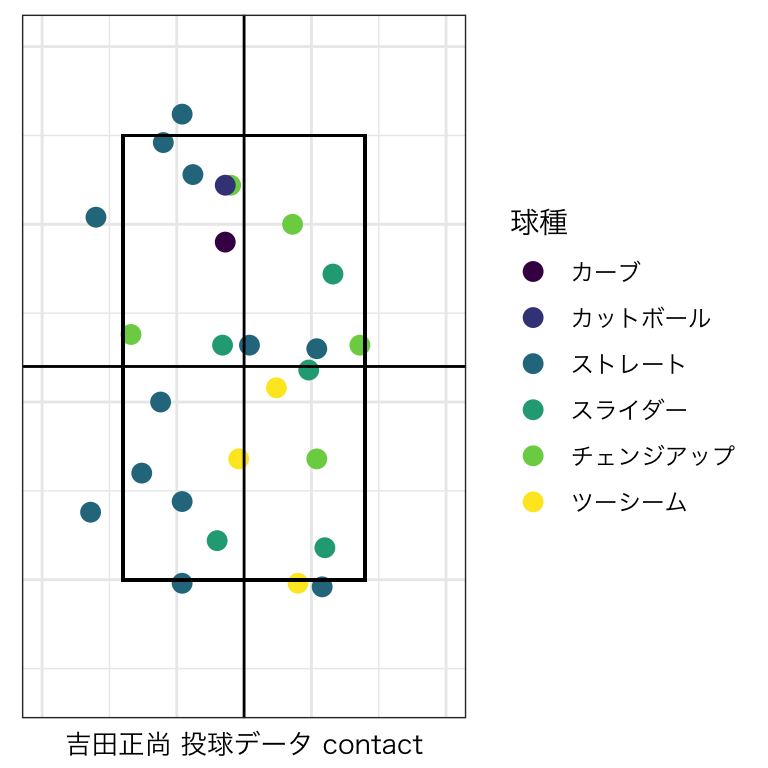 球種
カーブ
カットボール
ストレート
スライダー
チェンジアップ
ツーシーム
吉田正尚 投球データ contact